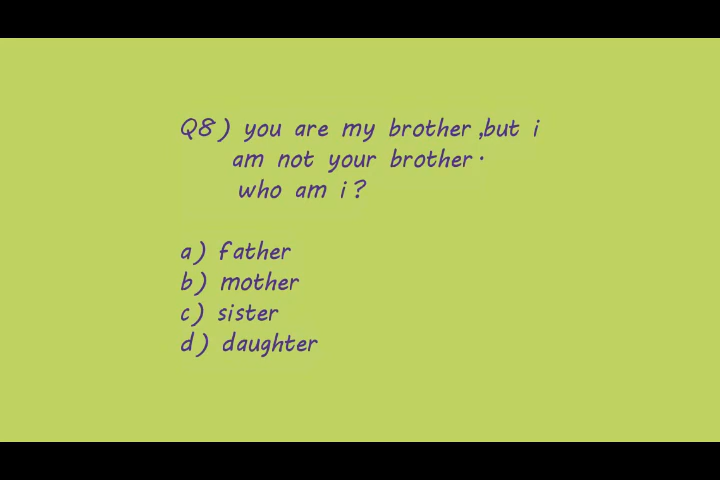 Q8) you are my brother ,but i
am not your brother.
who am i?
a) father
b) mother
c) sister
d) daughter